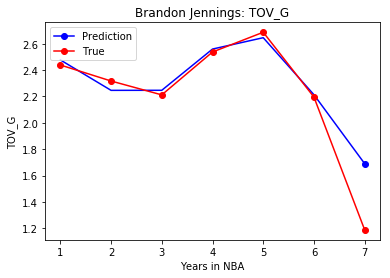 Brandon Jennings: TOV_G
Prediction
True
TOV_G
2.6
2.4
2.2
2.0
1.8
1.6
1.4
1.2
1 2 3 4 5 6 7
Years in NBA